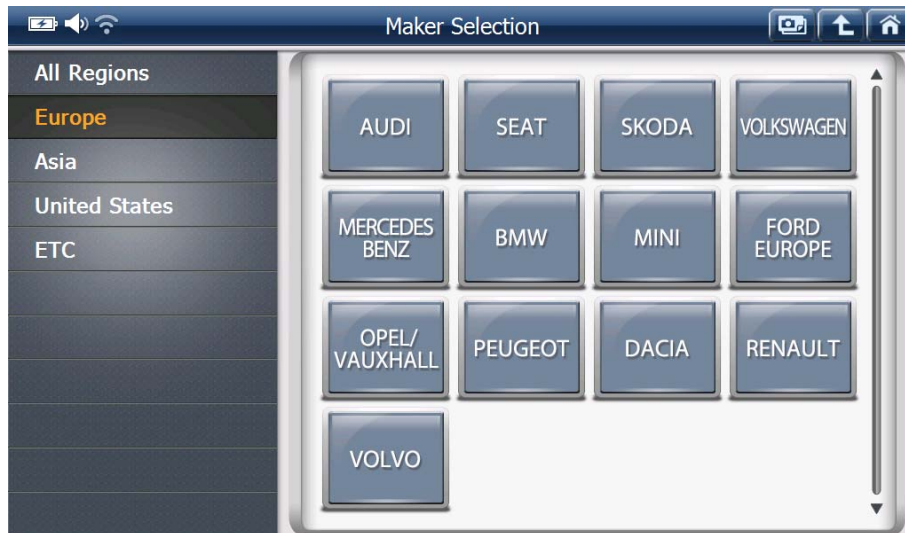 Maker Selection
All Regions
Europe
Asia
United States
ETC
AUDI
SEAT
SKODA
VOLKSWAGEN
MERCEDES
BENZ
BMW
MINI
FORD
EUROPE
OPEL/
VAUXHALL
PEUGEOT
DACIA
RENAULT
VOLVO